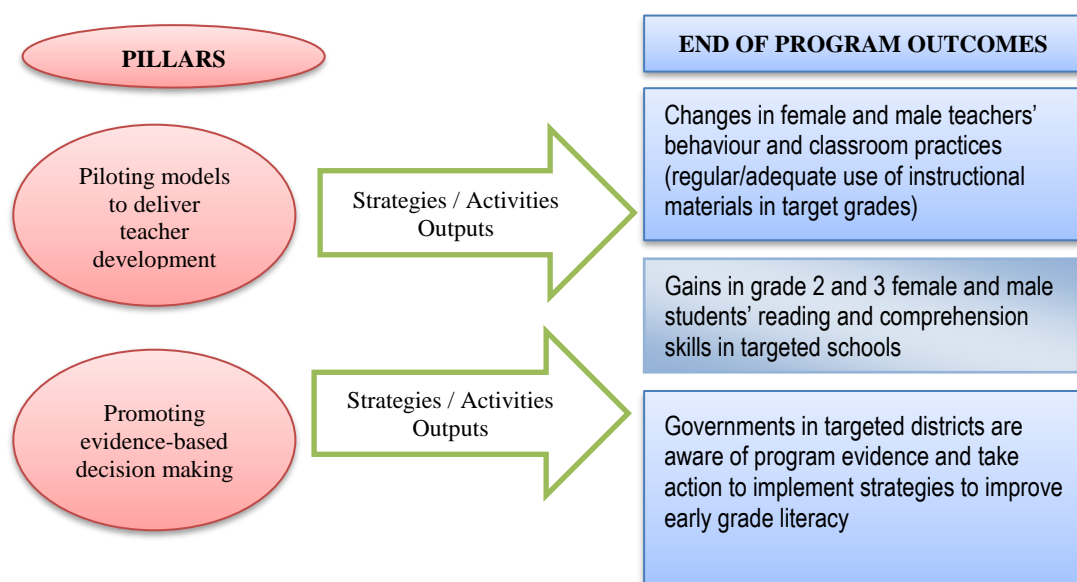 PILLARS
END OF PROGRAM OUTCOMES
Piloting models
to deliver
teacher
development
Strategies / Activities
Outputs
Changes in female and male teachers’
behaviour and classroom practices
(regular/adequate use of instructional
materials in target grades)
Gains in grade 2 and 3 female and male
students’ reading and comprehension
skills in targeted schools
Promoting
evidence-based
decision making
Strategies / Activities
Outputs
Governments in targeted districts are
aware of program evidence and take
action to implement strategies to improve
early grade literacy